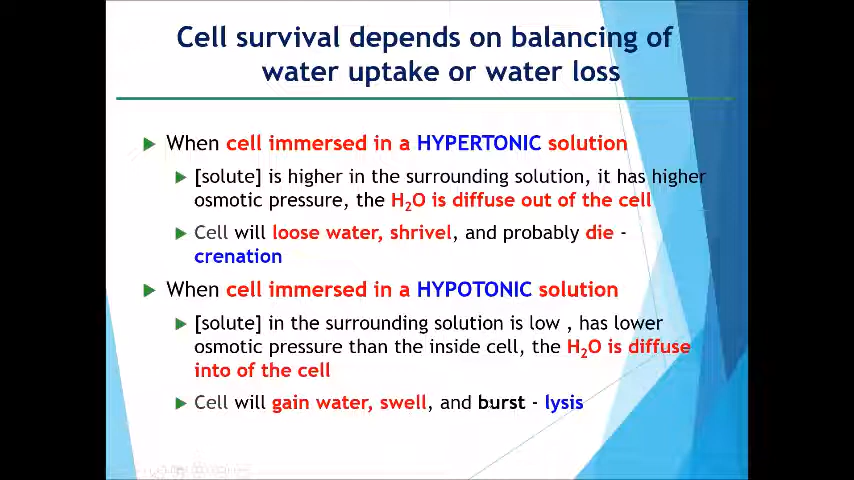 Cell survival depends on balancing of
water uptake or water loss
When cell immersed in a HYPERTONIC solution
[solute] is higher in the surrounding solution, it has higher
osmotic pressure, the H₂O is diffuse out of the cell
Cell will loose water, shrivel, and probably die -
crenation
When cell immersed in a HYPOTONIC solution
[solute] in the surrounding solution is low , has lower
osmotic pressure than the inside cell, the H₂O is diffuse
into of the cell
Cell will gain water, swell, and burst - lysis